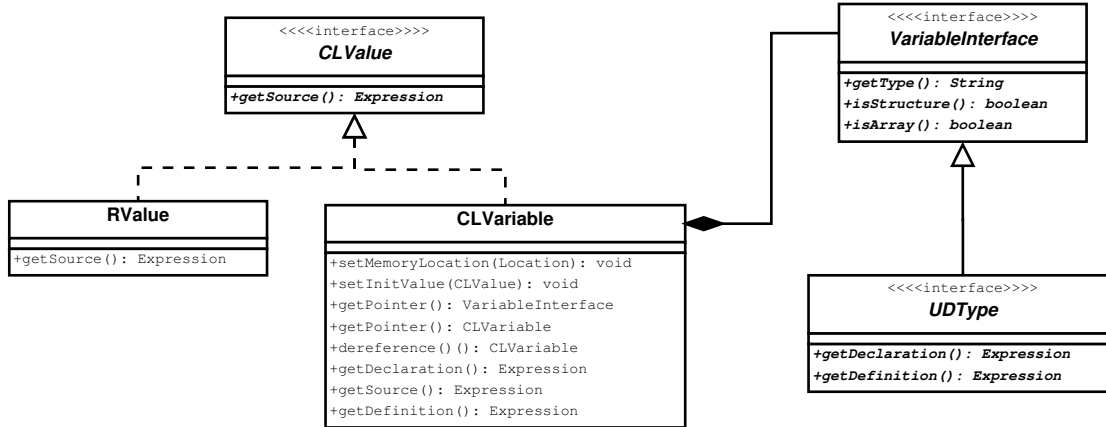 <<<<interface>>>>
CLValue
+getSource(): Expression
<<<<interface>>>>
VariableInterface
+getType(): String
+isStructure(): boolean
+isArray(): boolean
RValue
+getSource(): Expression
CLVariable
+setMemoryLocation(Location): void
+setInitValue(CLValue): void
+getPointer(): VariableInterface
+getPointer(): CLVariable
+dereference()(): CLVariable
+getDeclaration(): Expression
+getSource(): Expression
+getDefinition(): Expression
<<<<interface>>>>
UDType
+getDeclaration(): Expression
+getDefinition(): Expression